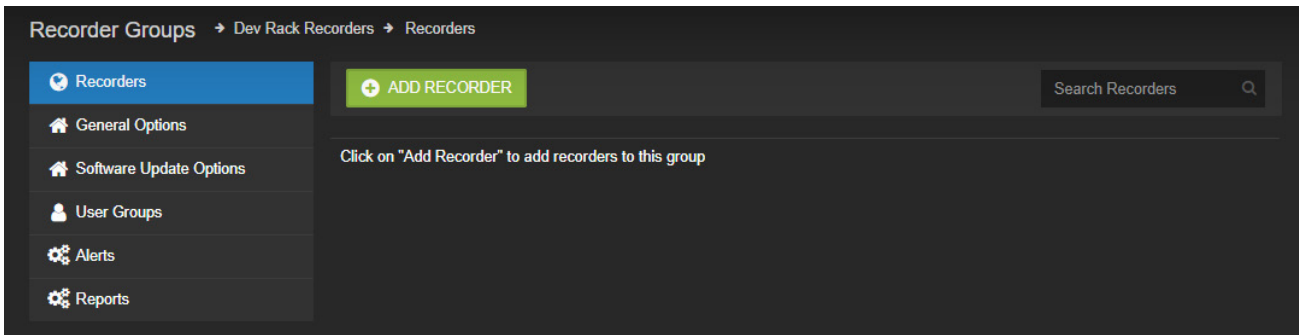 Recorder Groups → Dev Rack Recorders → Recorders
Recorders
ADD RECORDER
Search Recorders
General Options
Click on "Add Recorder" to add recorders to this group
Software Update Options
User Groups
Alerts
Reports